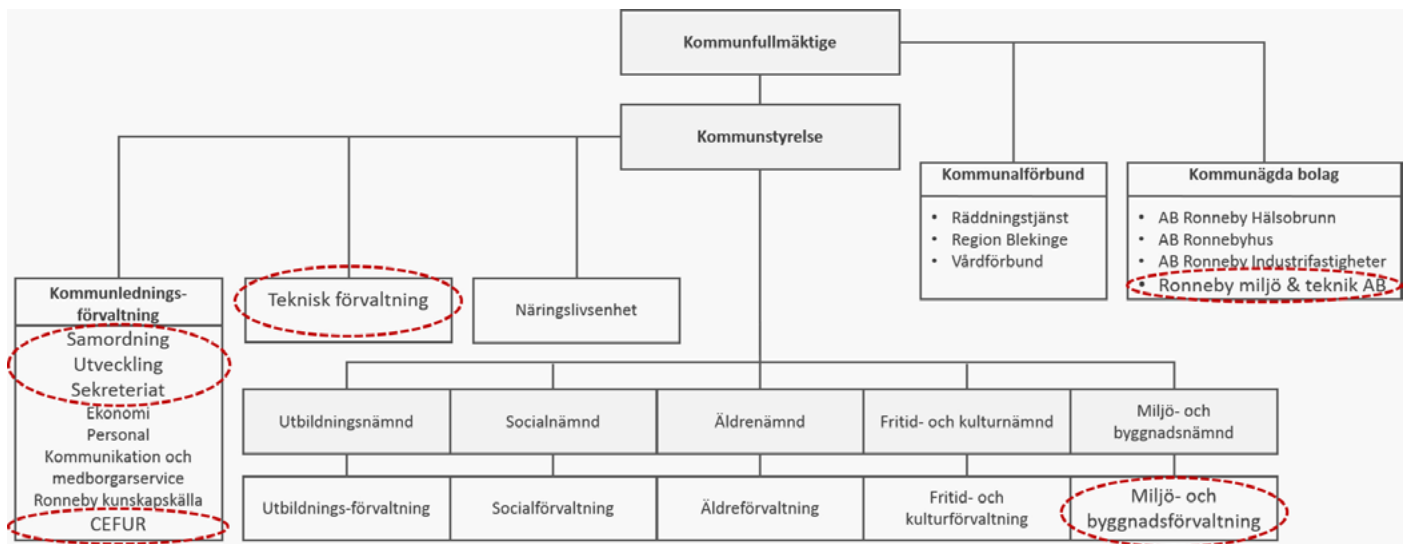 Kommunfullmäktige
Kommunstyrelse
Kommunalförbund
• Räddningstjänst
• Region Blekinge
• Vårdförbund
Kommunägda bolag
• AB Ronneby Hälsobrunn
• AB Ronnebyhus
• AB Ronneby Industrifastigheter
• Ronneby miljö & teknik AB
Kommunlednings-
förvaltning
Samordning
Utveckling
Sekreteriat
Ekonomi
Personal
Kommunikation och
medborgarservice
Ronneby kunskapskälla
CEFUR
Teknisk förvaltning
Näringslivsenhet
Utbildningsnämnd
Socialnämnd
Äldrenämnd
Fritid- och kulturnämnd
Miljö- och
byggnadsnämnd
Utbildnings-förvaltning
Socialförvaltning
Äldreförvaltning
Fritid- och
kulturförvaltning
Miljö- och
byggnadsförvaltning